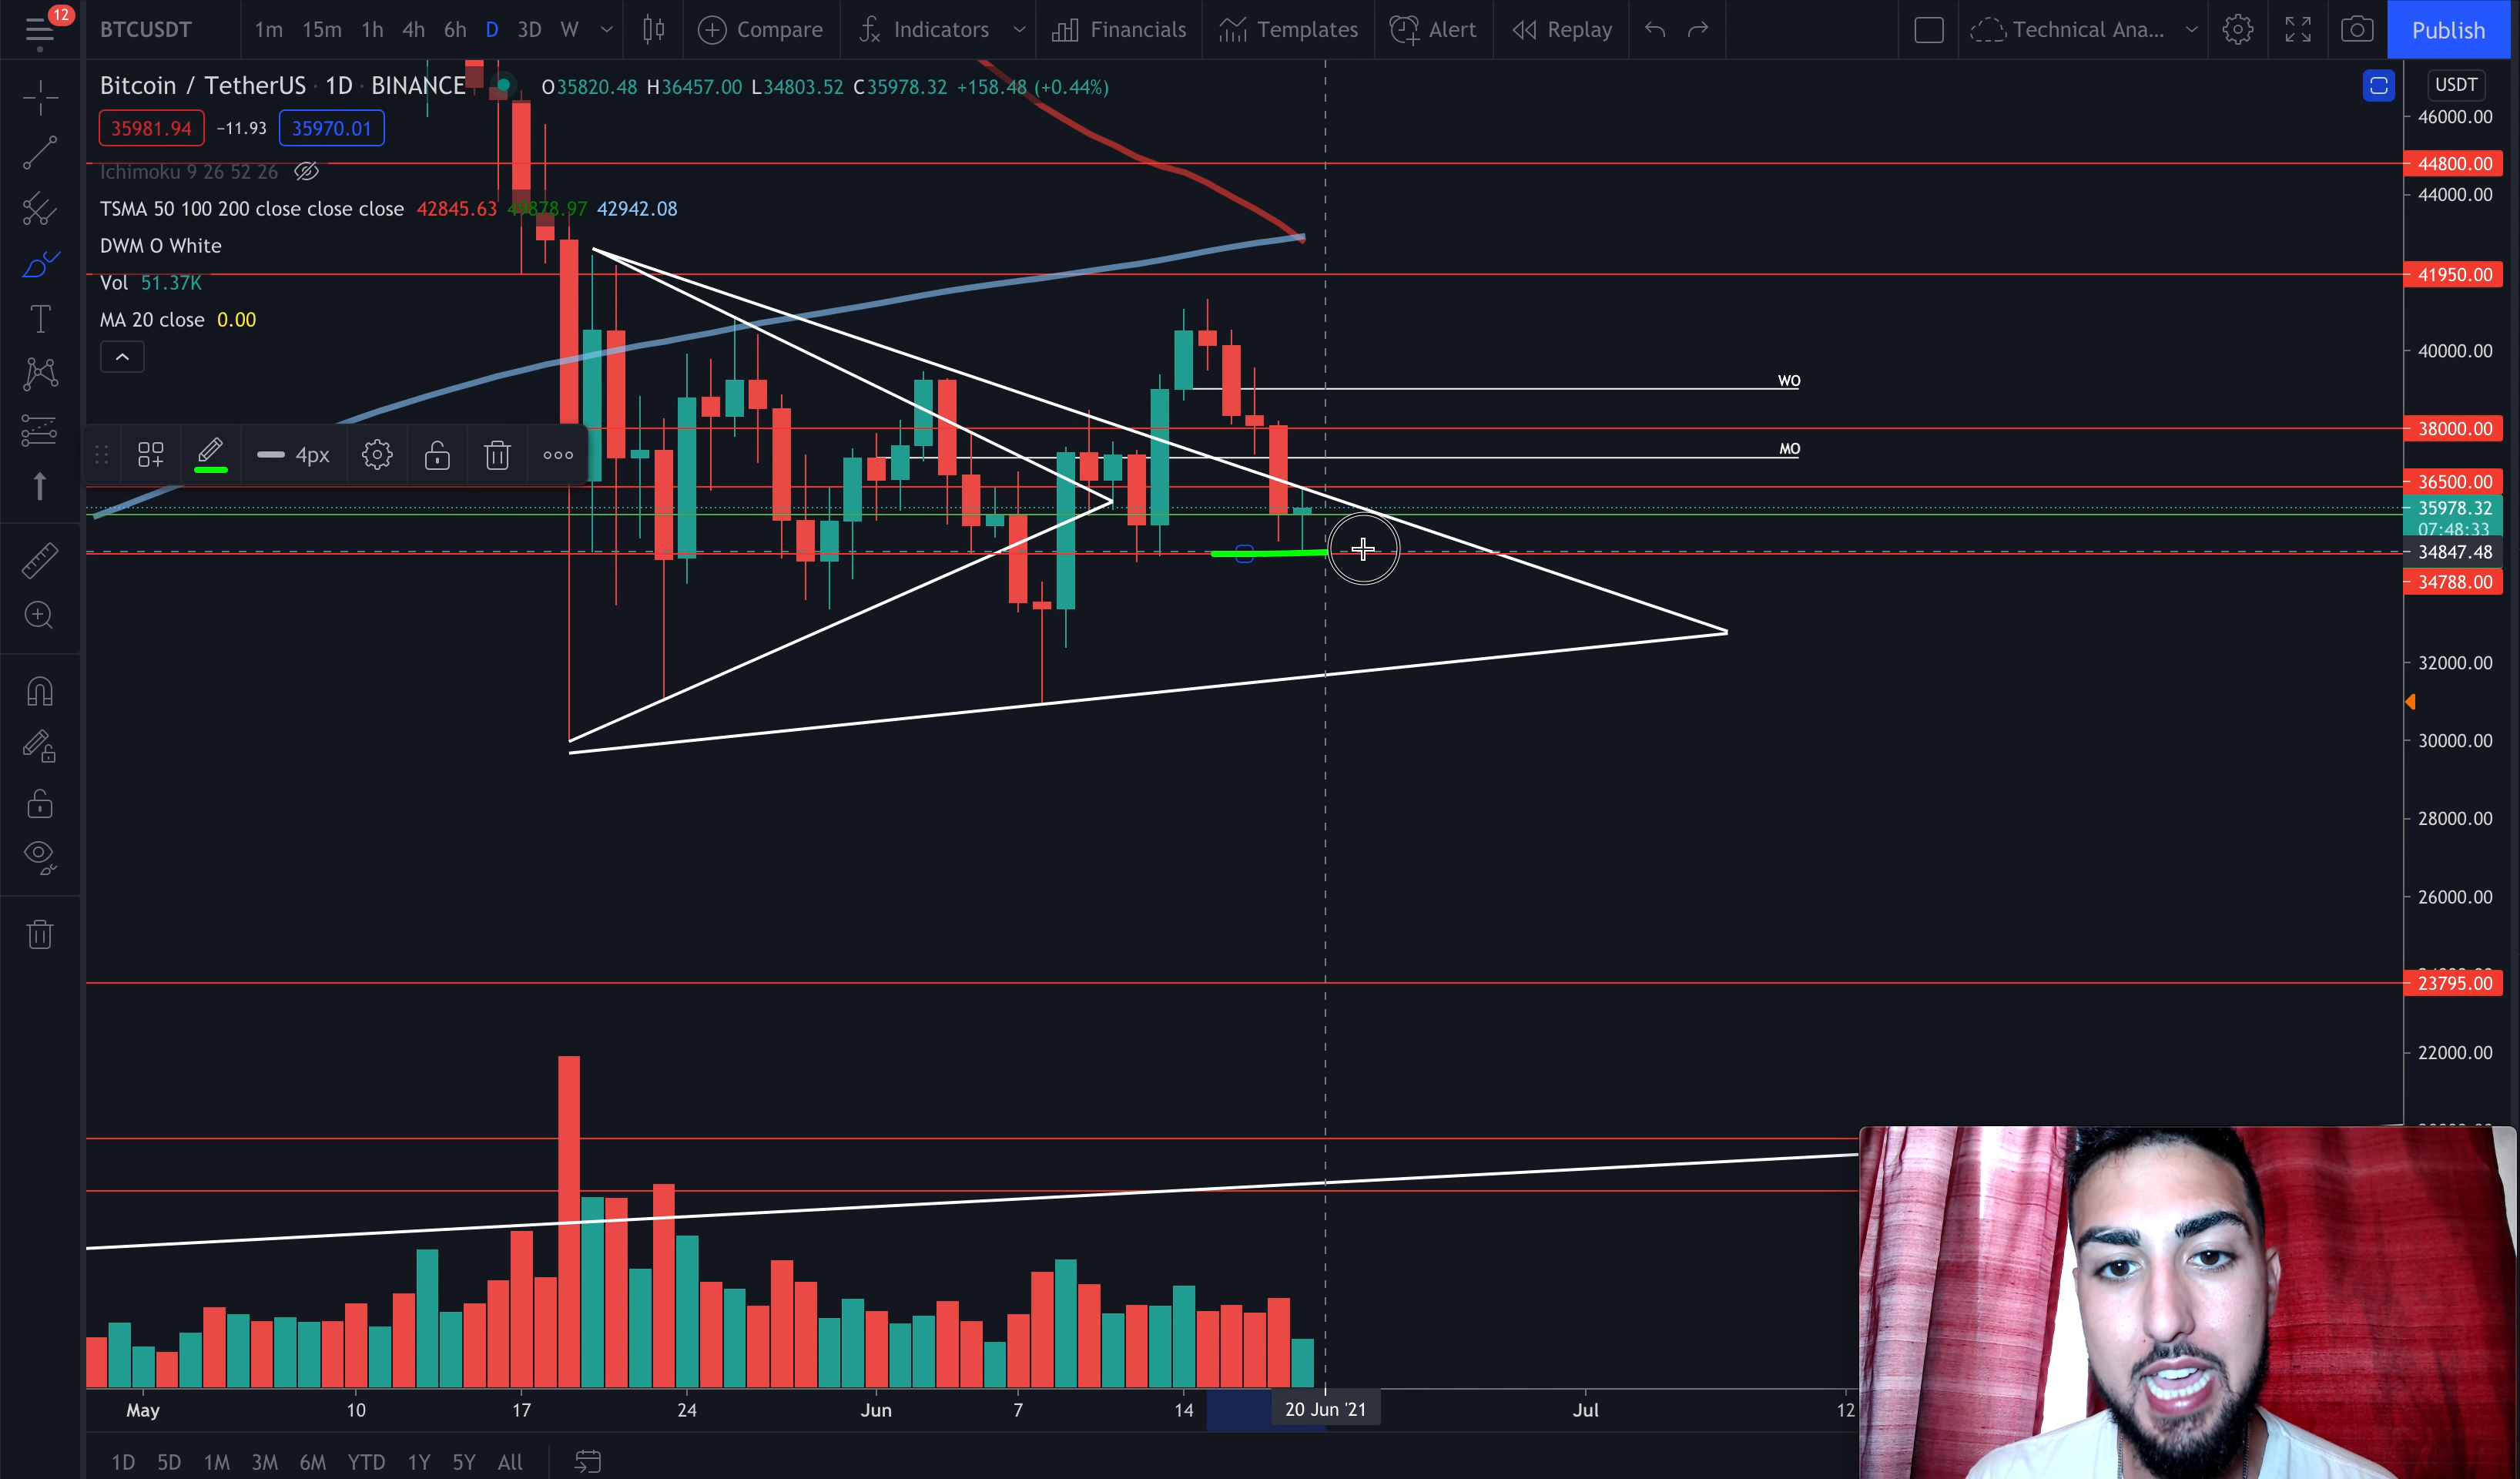 12
BTCUSDT 1m 15m 1h 4h 6h D 3D W Compare Indicators Financials Templates Alert Replay Technical Ana... Publish
Bitcoin / TetherUS · 1D · BINANCE O35820.48 H36457.00 L34803.52 C35978.32 +158.48 (+0.44%)
USDT
35981.94 −11.93 35970.01
Ichimoku 9 26 52 26
TSMA 50 100 200 close close close 42845.63 42942.08
DWM O White
Vol 51.37K
MA 20 close 0.00
46000.00
44800.00
44000.00
41950.00
40000.00
WO
38000.00
MO
4px
36500.00
35978.32
07:48:33
34847.48
34788.00
32000.00
30000.00
28000.00
26000.00
23795.00
22000.00
May 10 17 24 Jun 7 14 20 Jun '21 Jul 12
1D 5D 1M 3M 6M YTD 1Y 5Y All